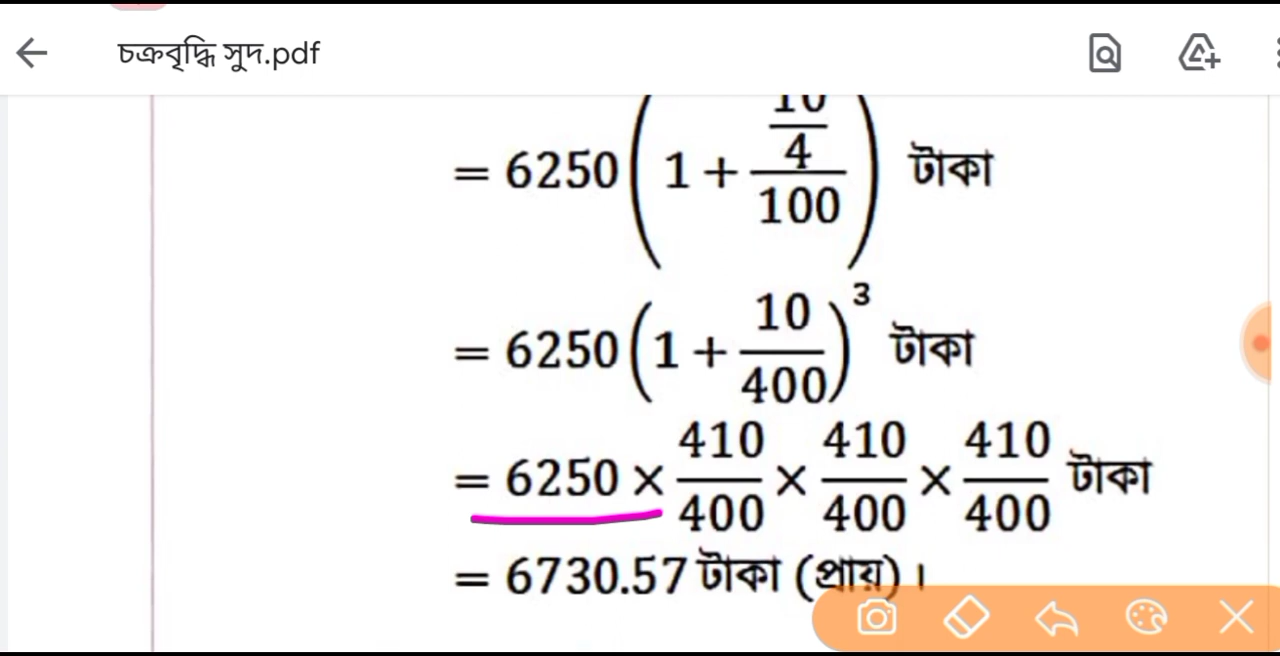 চক্রবৃদ্ধি সুদ.pdf
= 6250(1 + (10/4)/100) টাকা
= 6250(1 + 10/400)³ টাকা
= 6250 × 410/400 × 410/400 × 410/400 টাকা
= 6730.57 টাকা (প্রায়)।